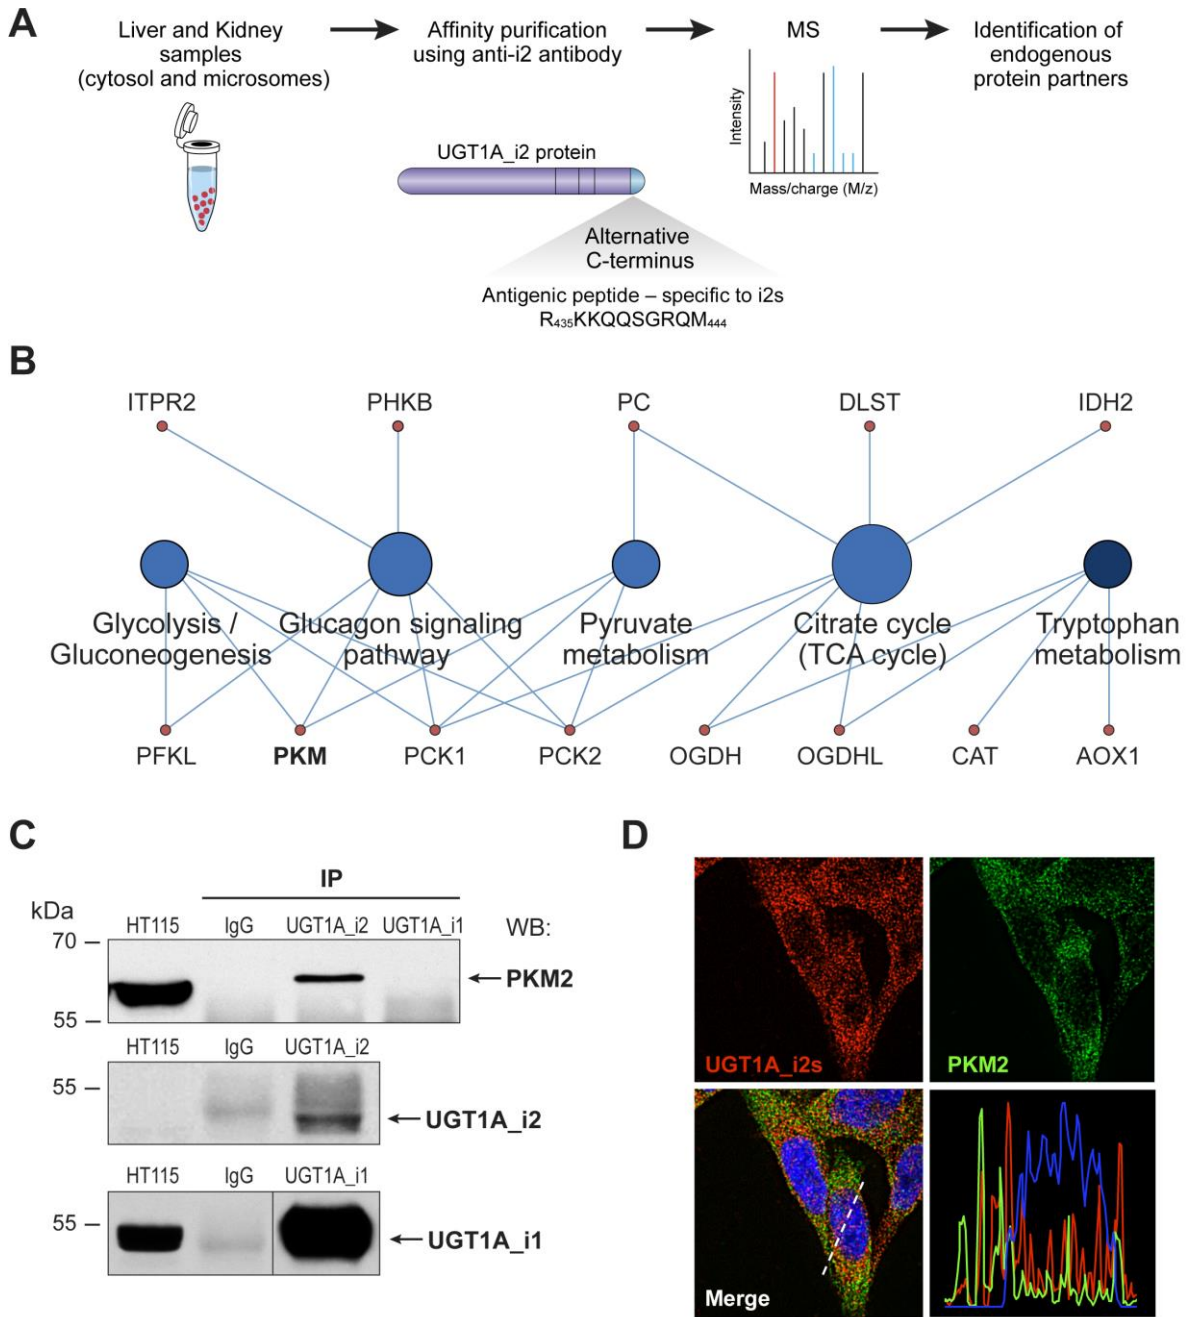 A
Liver and Kidney
samples
(cytosol and microsomes)
Affinity purification
using anti-i2 antibody
MS
Identification of
endogenous
protein partners
Intensity
Mass/charge (M/z)
UGT1A_i2 protein
Alternative
C-terminus
Antigenic peptide – specific to i2s
R₄₃₅KKQQSGRQM₄₄₄
B
ITPR2 PHKB PC DLST IDH2
Glycolysis /
Gluconeogenesis
Glucagon signaling
pathway
Pyruvate
metabolism
Citrate cycle
(TCA cycle)
Tryptophan
metabolism
PFKL PKM PCK1 PCK2 OGDH OGDHL CAT AOX1
C
IP
kDa
HT115 IgG UGT1A_i2 UGT1A_i1 WB:
70
PKM2
55
HT115 IgG UGT1A_i2
55
UGT1A_i2
HT115 IgG UGT1A_i1
55
UGT1A_i1
D
UGT1A_i2s
PKM2
Merge